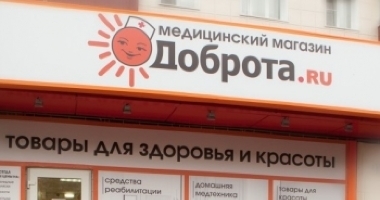 медицинский магазин
Доброта.RU
товары для здоровья и красоты
средства
реабилитации
домашняя
медтехника
товары для
красоты